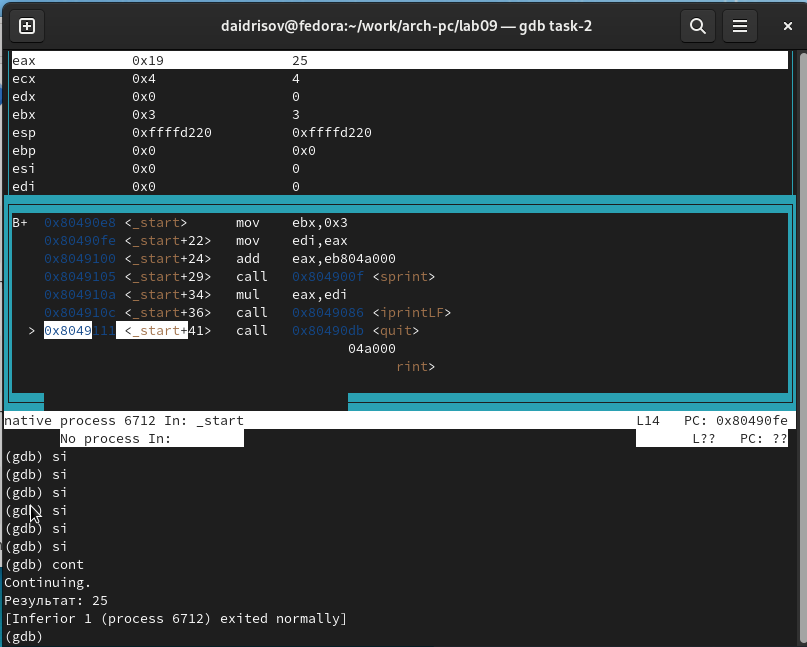 daidrisov@fedora:~/work/arch-pc/lab09 — gdb task-2
eax 0x19 25
ecx 0x4 4
edx 0x0 0
ebx 0x3 3
esp 0xffffd220 0xffffd220
ebp 0x0 0x0
esi 0x0 0
edi 0x0 0
B+ 0x80490e8 <_start> mov ebx,0x3
0x80490fe <_start+22> mov edi,eax
0x8049100 <_start+24> add eax,eb804a000
0x8049105 <_start+29> call 0x804900f <sprint>
0x804910a <_start+34> mul eax,edi
0x804910c <_start+36> call 0x8049086 <iprintLF>
> 0x8049111 <_start+41> call 0x80490db <quit>
04a000
rint>
native process 6712 In: _start L14 PC: 0x80490fe
No process In: L?? PC: ??
(gdb) si
(gdb) si
(gdb) si
(gdb) si
(gdb) si
(gdb) si
(gdb) cont
Continuing.
Результат: 25
[Inferior 1 (process 6712) exited normally]
(gdb)